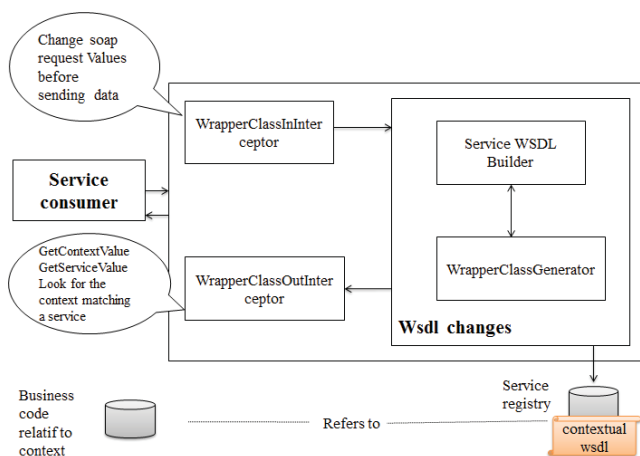 Change soap
request Values
before
sending data
WrapperClassInInter
ceptor
Service WSDL
Builder
Service
consumer
GetContextValue
GetServiceValue
Look for the
context matching
a service
WrapperClassOutInter
ceptor
WrapperClassGenerator
Wsdl changes
Business
code
relatif to
context
Refers to
Service
registry
contextual
wsdl